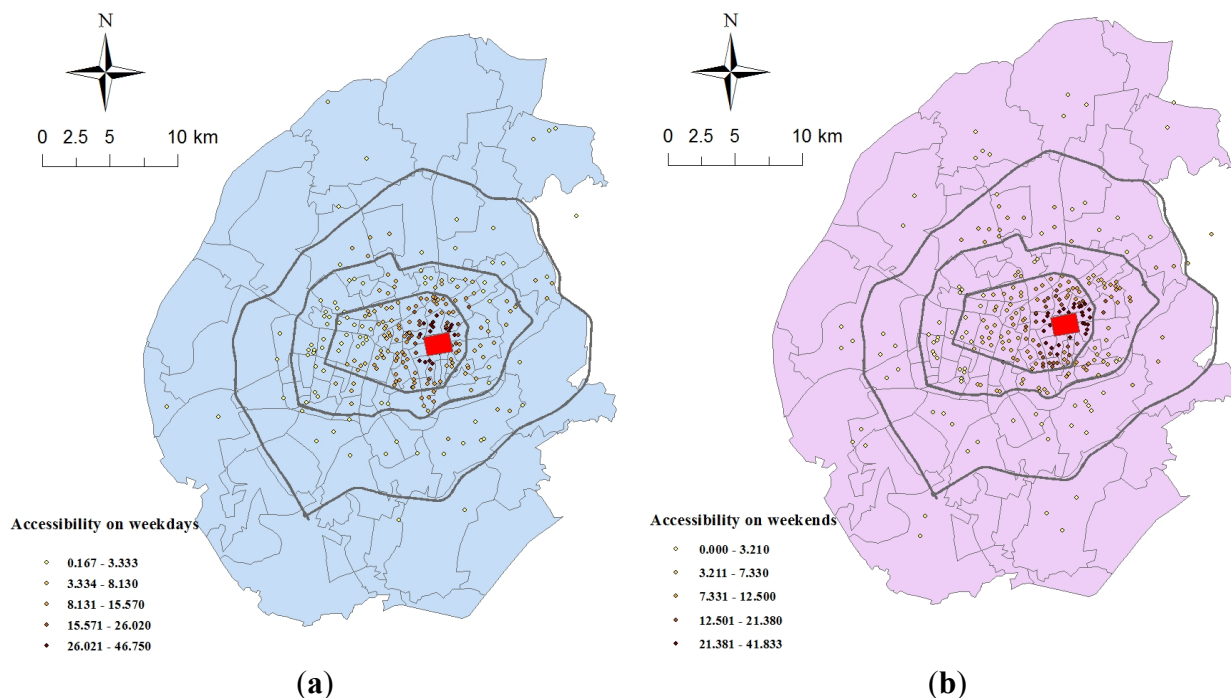 N
0 2.5 5 10 km
Accessibility on weekdays
0.167 - 3.333
3.334 - 8.130
8.131 - 15.570
15.571 - 26.020
26.021 - 46.750
(a)
N
0 2.5 5 10 km
Accessibility on weekends
0.000 - 3.210
3.211 - 7.330
7.331 - 12.500
12.501 - 21.380
21.381 - 41.833
(b)